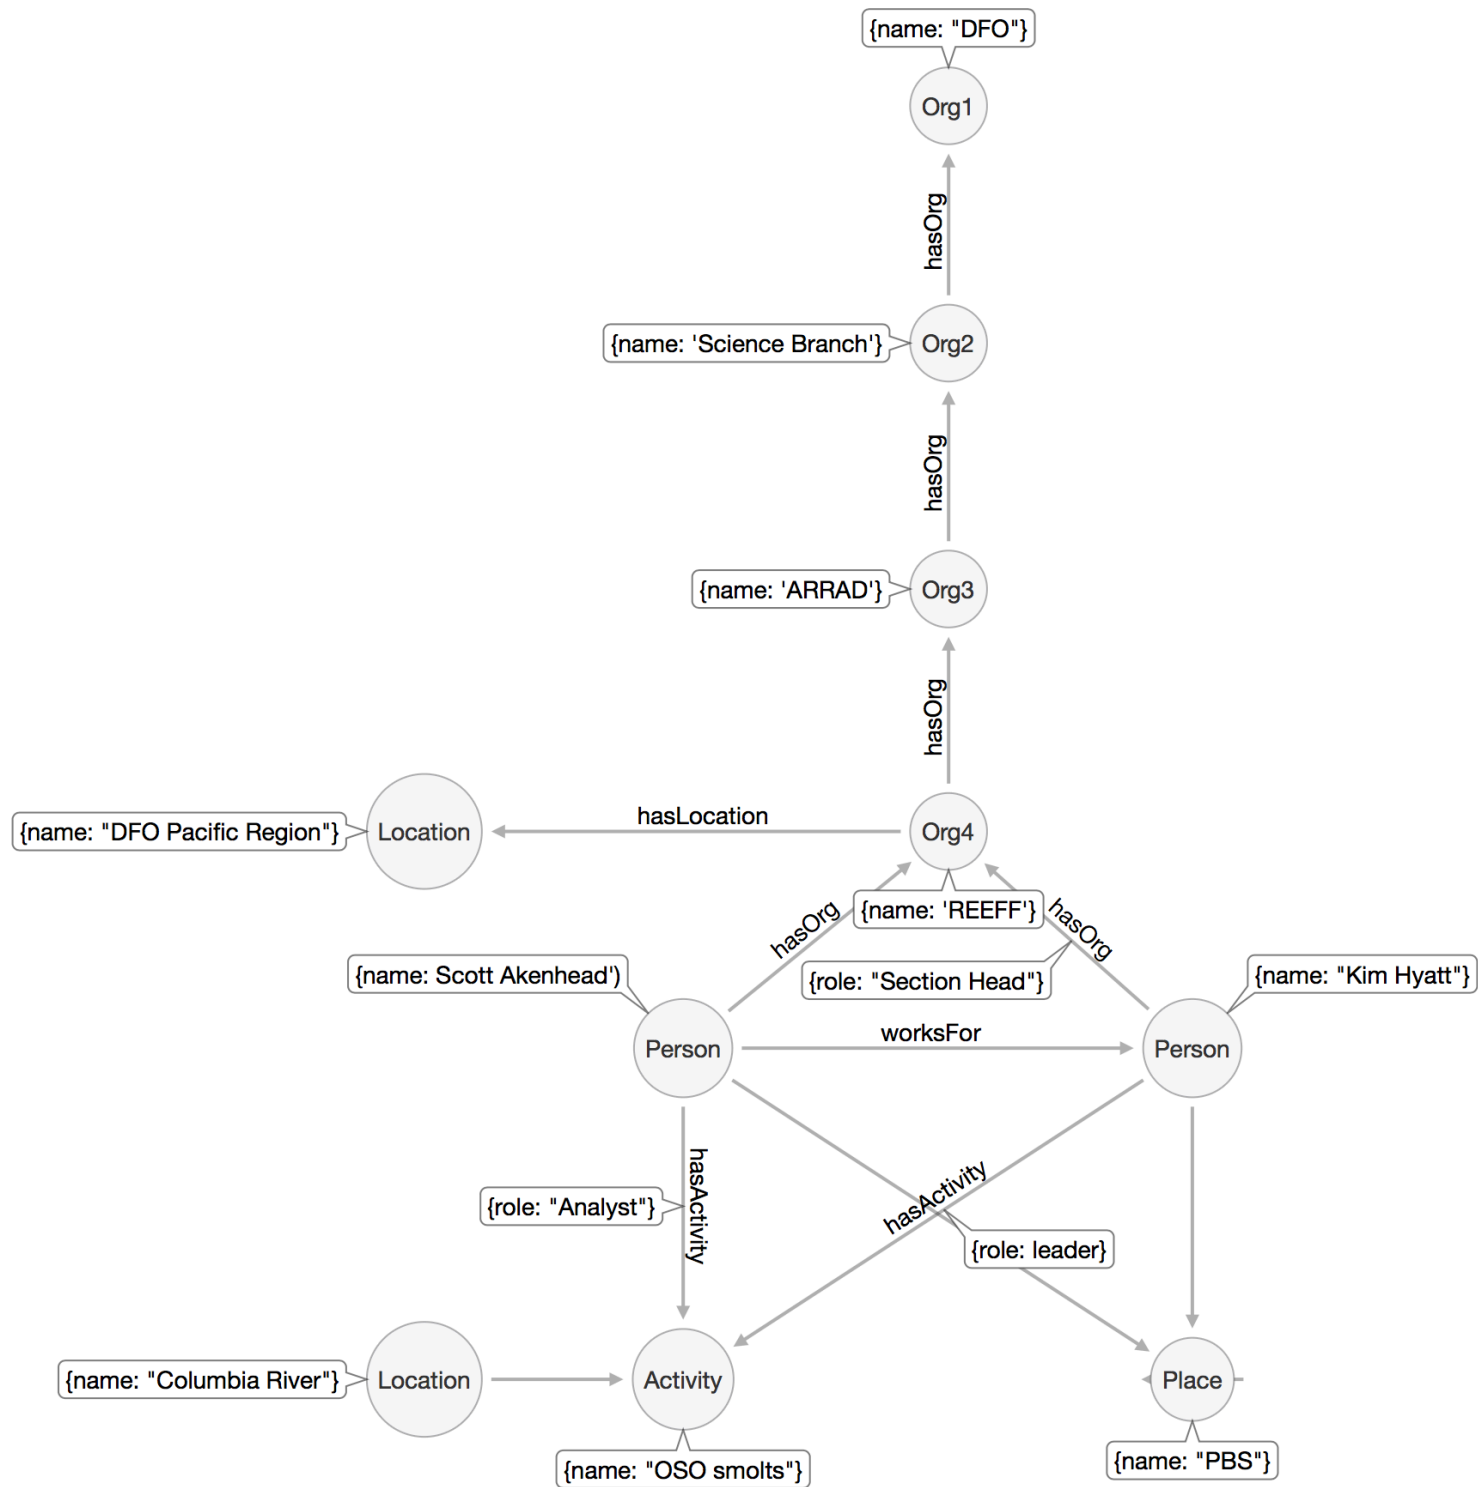 {name: "DFO"}
Org1
hasOrg
{name: 'Science Branch'}
Org2
hasOrg
{name: 'ARRAD'}
Org3
hasOrg
{name: "DFO Pacific Region"}
Location
hasLocation
Org4
{name: 'REEFF'}
hasOrg
hasOrg
{role: "Section Head"}
{name: Scott Akenhead')
{name: "Kim Hyatt"}
Person
worksFor
Person
hasActivity
{role: "Analyst"}
hasActivity
{role: leader}
{name: "Columbia River"}
Location
Activity
Place
{name: "OSO smolts"}
{name: "PBS"}